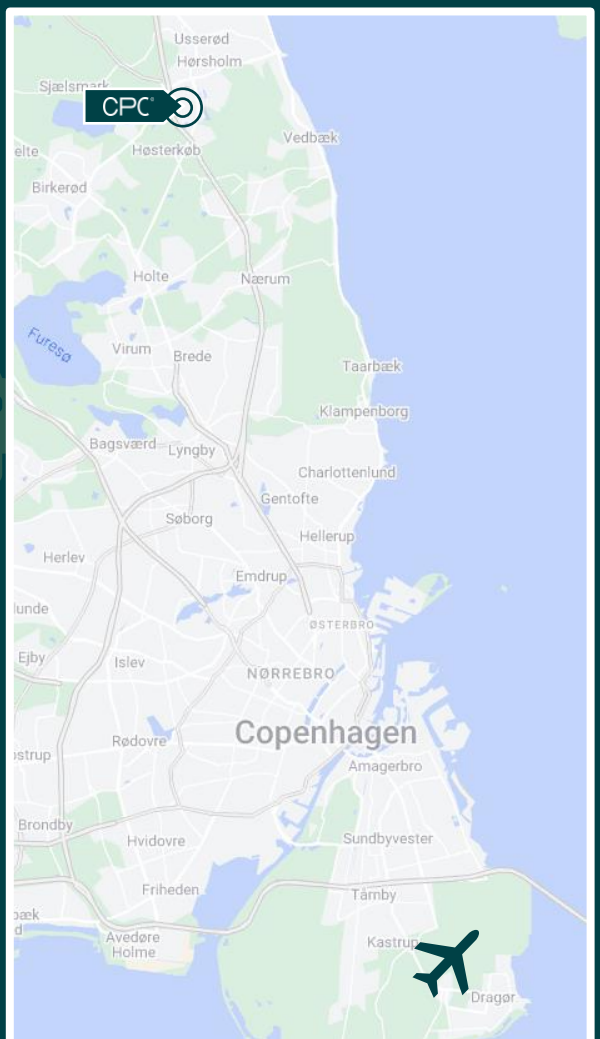 Usserød
Hørsholm
Sjælsmark
CPC®
Vedbæk
elte
Høsterkøb
Birkerød
Holte
Nærum
Furesø
Virum
Brede
Taarbæk
Klampenborg
Bagsværd
Lyngby
Charlottenlund
Gentofte
Søborg
Hellerup
Herlev
Emdrup
lunde
ØSTERBRO
Ejby
Islev
NØRREBRO
Copenhagen
Rødovre
ostrup
Amagerbro
Brondby
Hvidovre
Sundbyvester
Friheden
Tårnby
bæk
d
Avedøre
Holme
Kastrup
Dragør